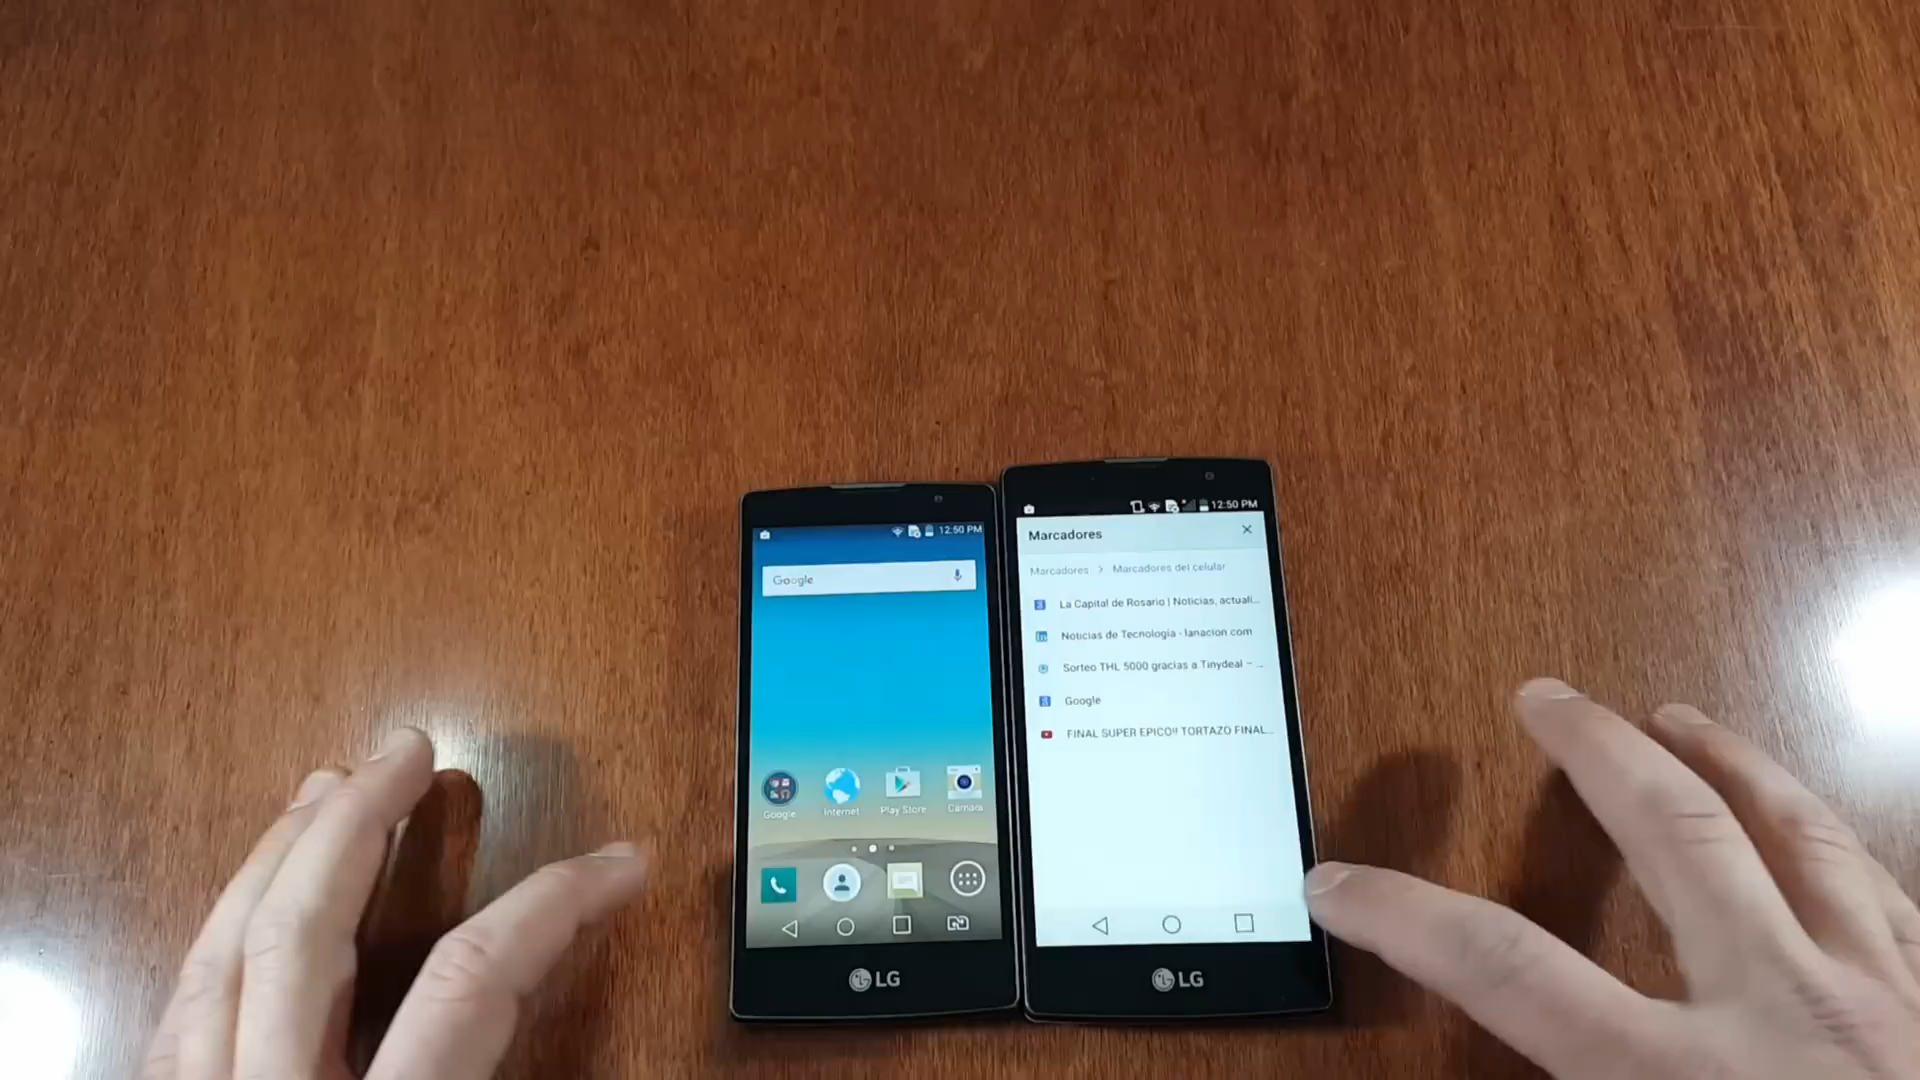 12:50 PM
Google
Google
Internet
Play Store
Cámara
LG
12:50 PM
Marcadores
Marcadores > Marcadores del celular
La Capital de Rosario | Noticias, actuali...
Noticias de Tecnología - lanacion.com
Sorteo THL 5000 gracias a Tinydeal – ...
Google
FINAL SUPER EPICO!! TORTAZO FINAL...
LG